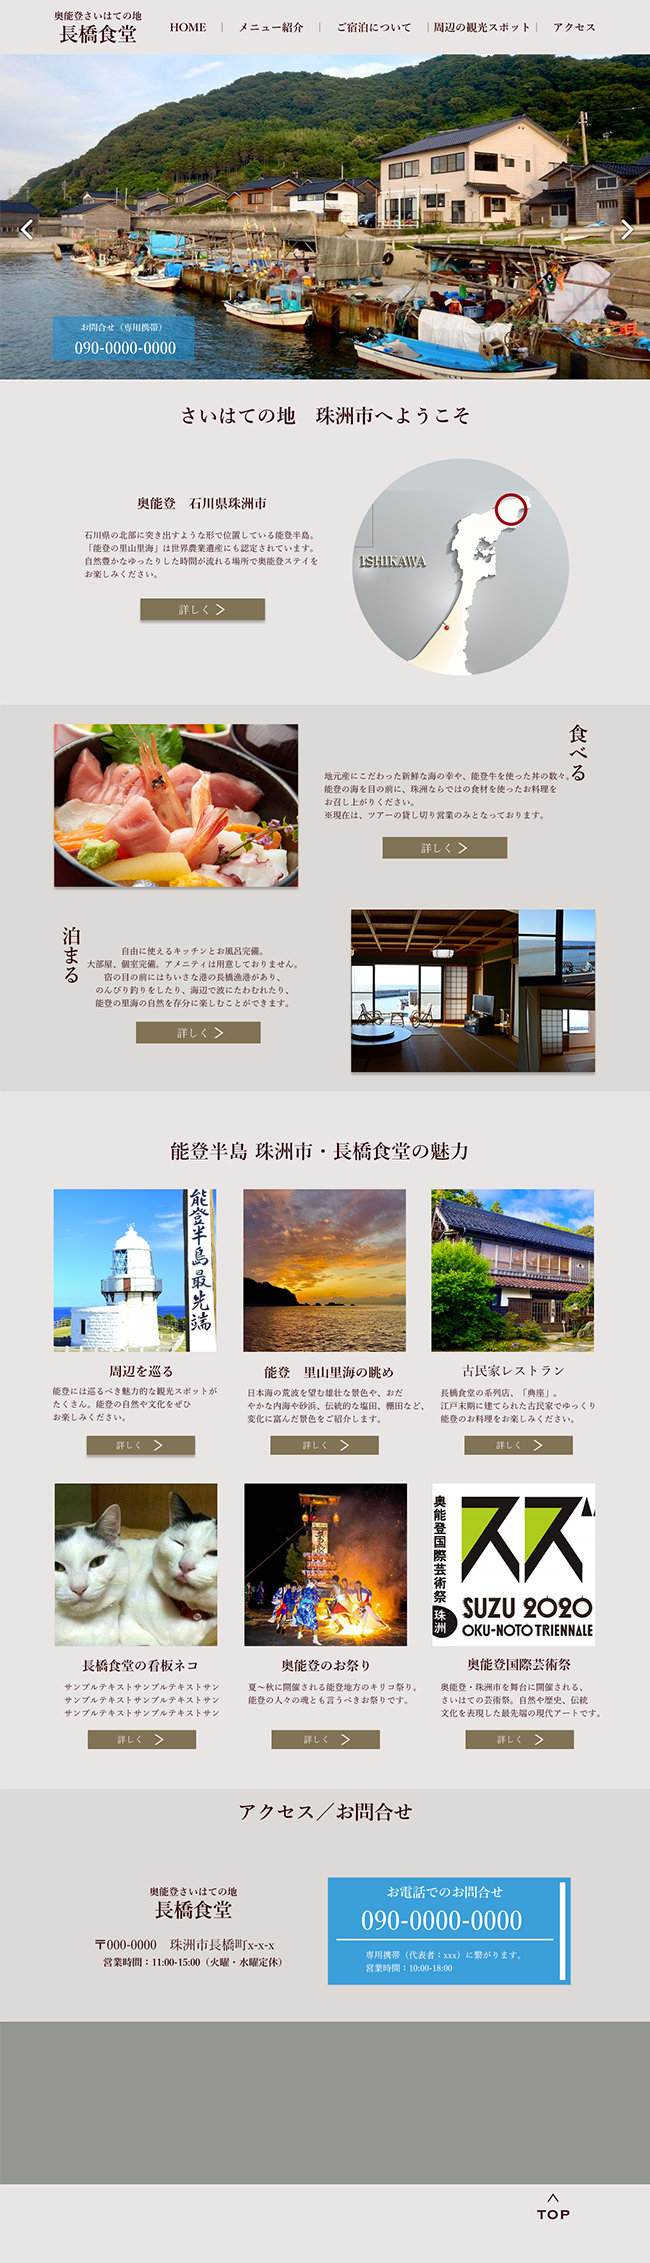 奥能登さいはての地
長橋食堂
HOME | メニュー紹介 | ご宿泊について | 周辺の観光スポット | アクセス
お問合せ（専用携帯）
090-0000-0000
さいはての地　珠洲市へようこそ
奥能登　石川県珠洲市
石川県の北部に突き出すような形で位置している能登半島。
「能登の里山里海」は世界農業遺産にも認定されています。
自然豊かなゆったりした時間が流れる場所で奥能登ステイを
お楽しみください。
詳しく
ISHIKAWA
食べる
地元産にこだわった新鮮な海の幸や、能登牛を使った丼の数々。
能登の海を目の前に、珠洲ならではの食材を使ったお料理を
お召し上がりください。
※現在は、ツアーの貸し切り営業のみとなっております。
詳しく
泊まる
自由に使えるキッチンとお風呂完備。
大部屋、個室完備。アメニティは用意しておりません。
宿の目の前にはちいさな港の長橋漁港があり、
のんびり釣りをしたり、海辺で波にたわむれたり、
能登の里海の自然を存分に楽しむことができます。
詳しく
能登半島 珠洲市・長橋食堂の魅力
能登半島最先端
周辺を巡る
能登には巡るべき魅力的な観光スポットが
たくさん。能登の自然や文化をぜひ
お楽しみください。
詳しく
能登　里山里海の眺め
日本海の荒波を望む雄壮な景色や、おだ
やかな内海や砂浜、伝統的な塩田、棚田など、
変化に富んだ景色をご紹介します。
詳しく
古民家レストラン
長橋食堂の系列店、「典座」。
江戸末期に建てられた古民家でゆっくり
能登のお料理をお楽しみください。
詳しく
長橋食堂の看板ネコ
サンプルテキストサンプルテキストサン
サンプルテキストサンプルテキストサン
サンプルテキストサンプルテキストサン
詳しく
奥能登のお祭り
夏〜秋に開催される能登地方のキリコ祭り。
能登の人々の魂とも言うべきお祭りです。
詳しく
奥能登国際芸術祭
珠洲
スズ
SUZU 2020
OKU-NOTO TRIENNALE
奥能登国際芸術祭
奥能登・珠洲市を舞台に開催される、
さいはての芸術祭。自然や歴史、伝統
文化を表現した最先端の現代アートです。
詳しく
アクセス／お問合せ
奥能登さいはての地
長橋食堂
〒000-0000　珠洲市長橋町x-x-x
営業時間：11:00-15:00（火曜・水曜定休）
お電話でのお問合せ
090-0000-0000
専用携帯（代表者：xxx）に繋がります。
営業時間：10:00-18:00
TOP